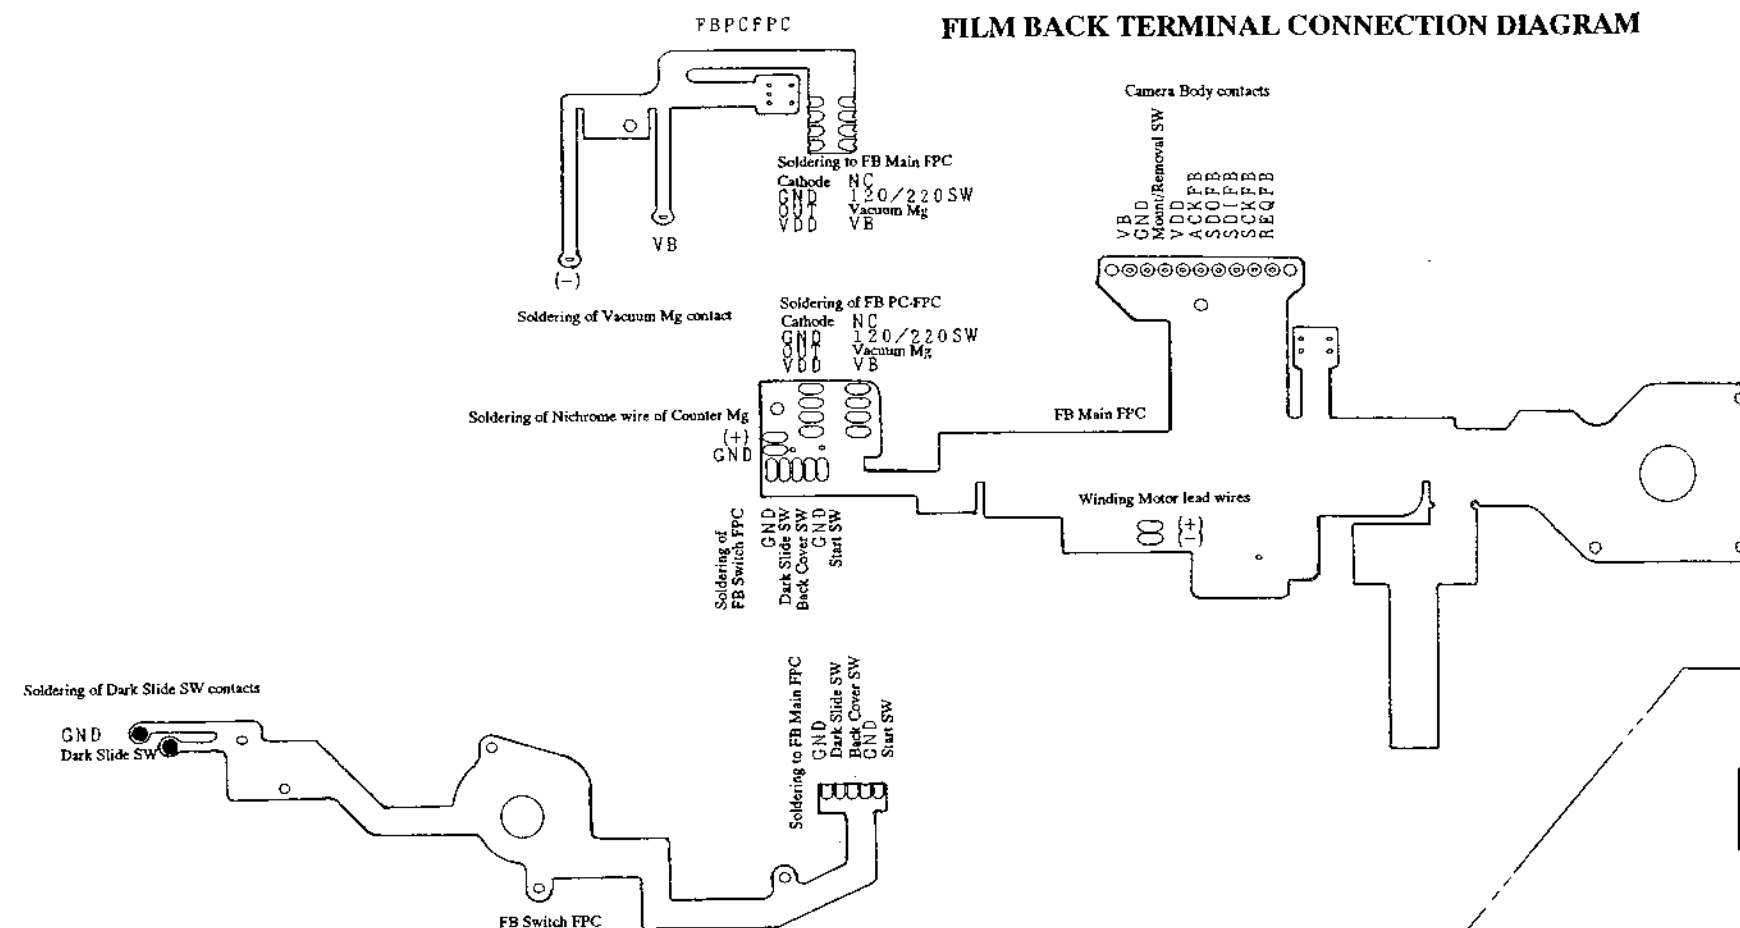 FBPCFPC
FILM BACK TERMINAL CONNECTION DIAGRAM
Camera Body contacts
VB
GND
Mount/Removal SW
VDD
ACKFB
SDOFB
SDIFB
SCKFB
REQFB
Soldering to FB Main FPC
Cathode NC
GND 120/220SW
OUT Vacuum Mg
VDD VB
VB
(-)
Soldering of Vacuum Mg contact
Soldering of FB PC-FPC
Cathode NC
GND 120/220SW
OUT Vacuum Mg
VDD VB
Soldering of Nichrome wire of Counter Mg
(+)
GND
FB Main FPC
Winding Motor lead wires
(+)
(-)
Soldering of
FB Switch FPC
GND
Dark Slide SW
Back Cover SW
GND
Start SW
Soldering of Dark Slide SW contacts
GND
Dark Slide SW
Soldering to FB Main FPC
GND
Dark Slide SW
Back Cover SW
GND
Start SW
FB Switch FPC